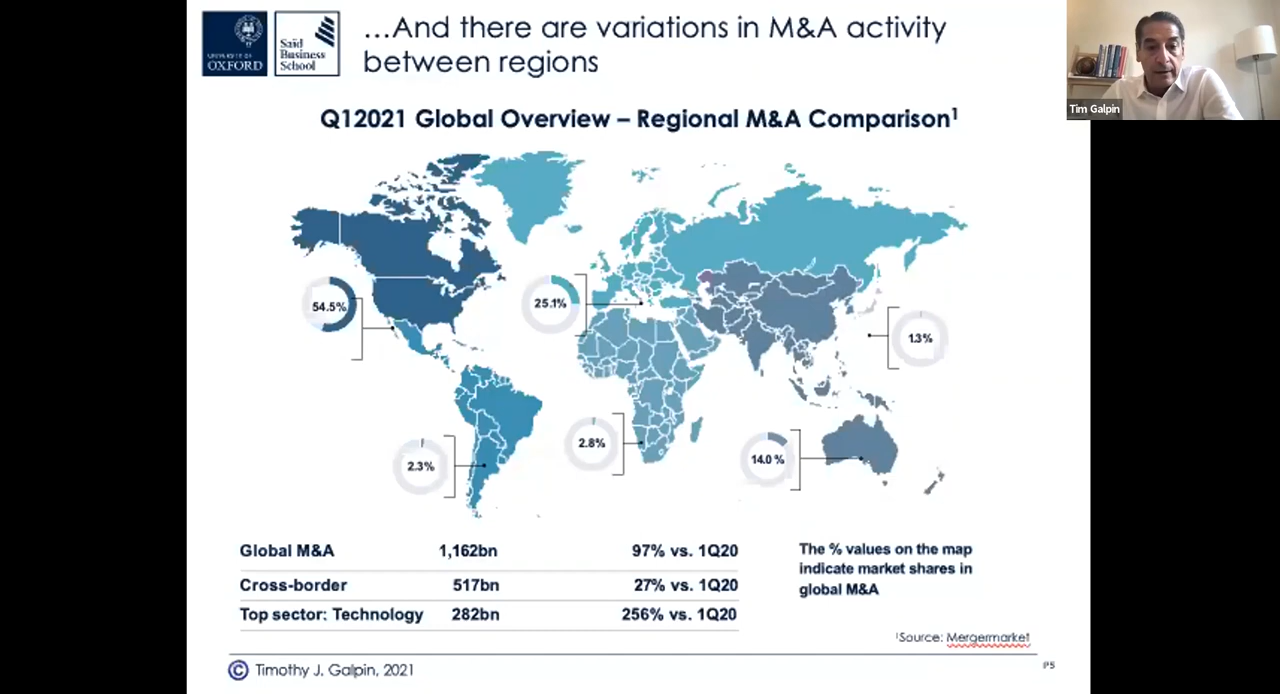 UNIVERSITY OF
OXFORD
Saïd
Business
School
...And there are variations in M&A activity
between regions
Tim Galpin
Q12021 Global Overview – Regional M&A Comparison¹
54.5%
25.1%
1.3%
2.3%
2.8%
14.0 %
Global M&A 1,162bn 97% vs. 1Q20
Cross-border 517bn 27% vs. 1Q20
Top sector: Technology 282bn 256% vs. 1Q20
The % values on the map
indicate market shares in
global M&A
¹Source: Mergermarket
© Timothy J. Galpin, 2021
P5